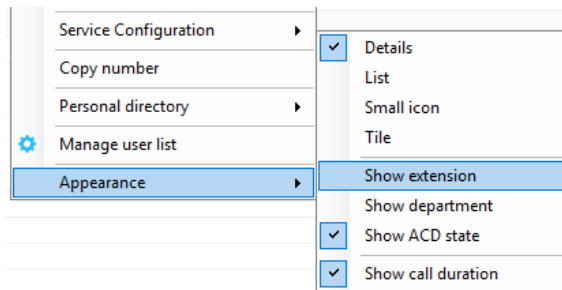 Service Configuration
Copy number
Personal directory
Manage user list
Appearance
Details
List
Small icon
Tile
Show extension
Show department
Show ACD state
Show call duration